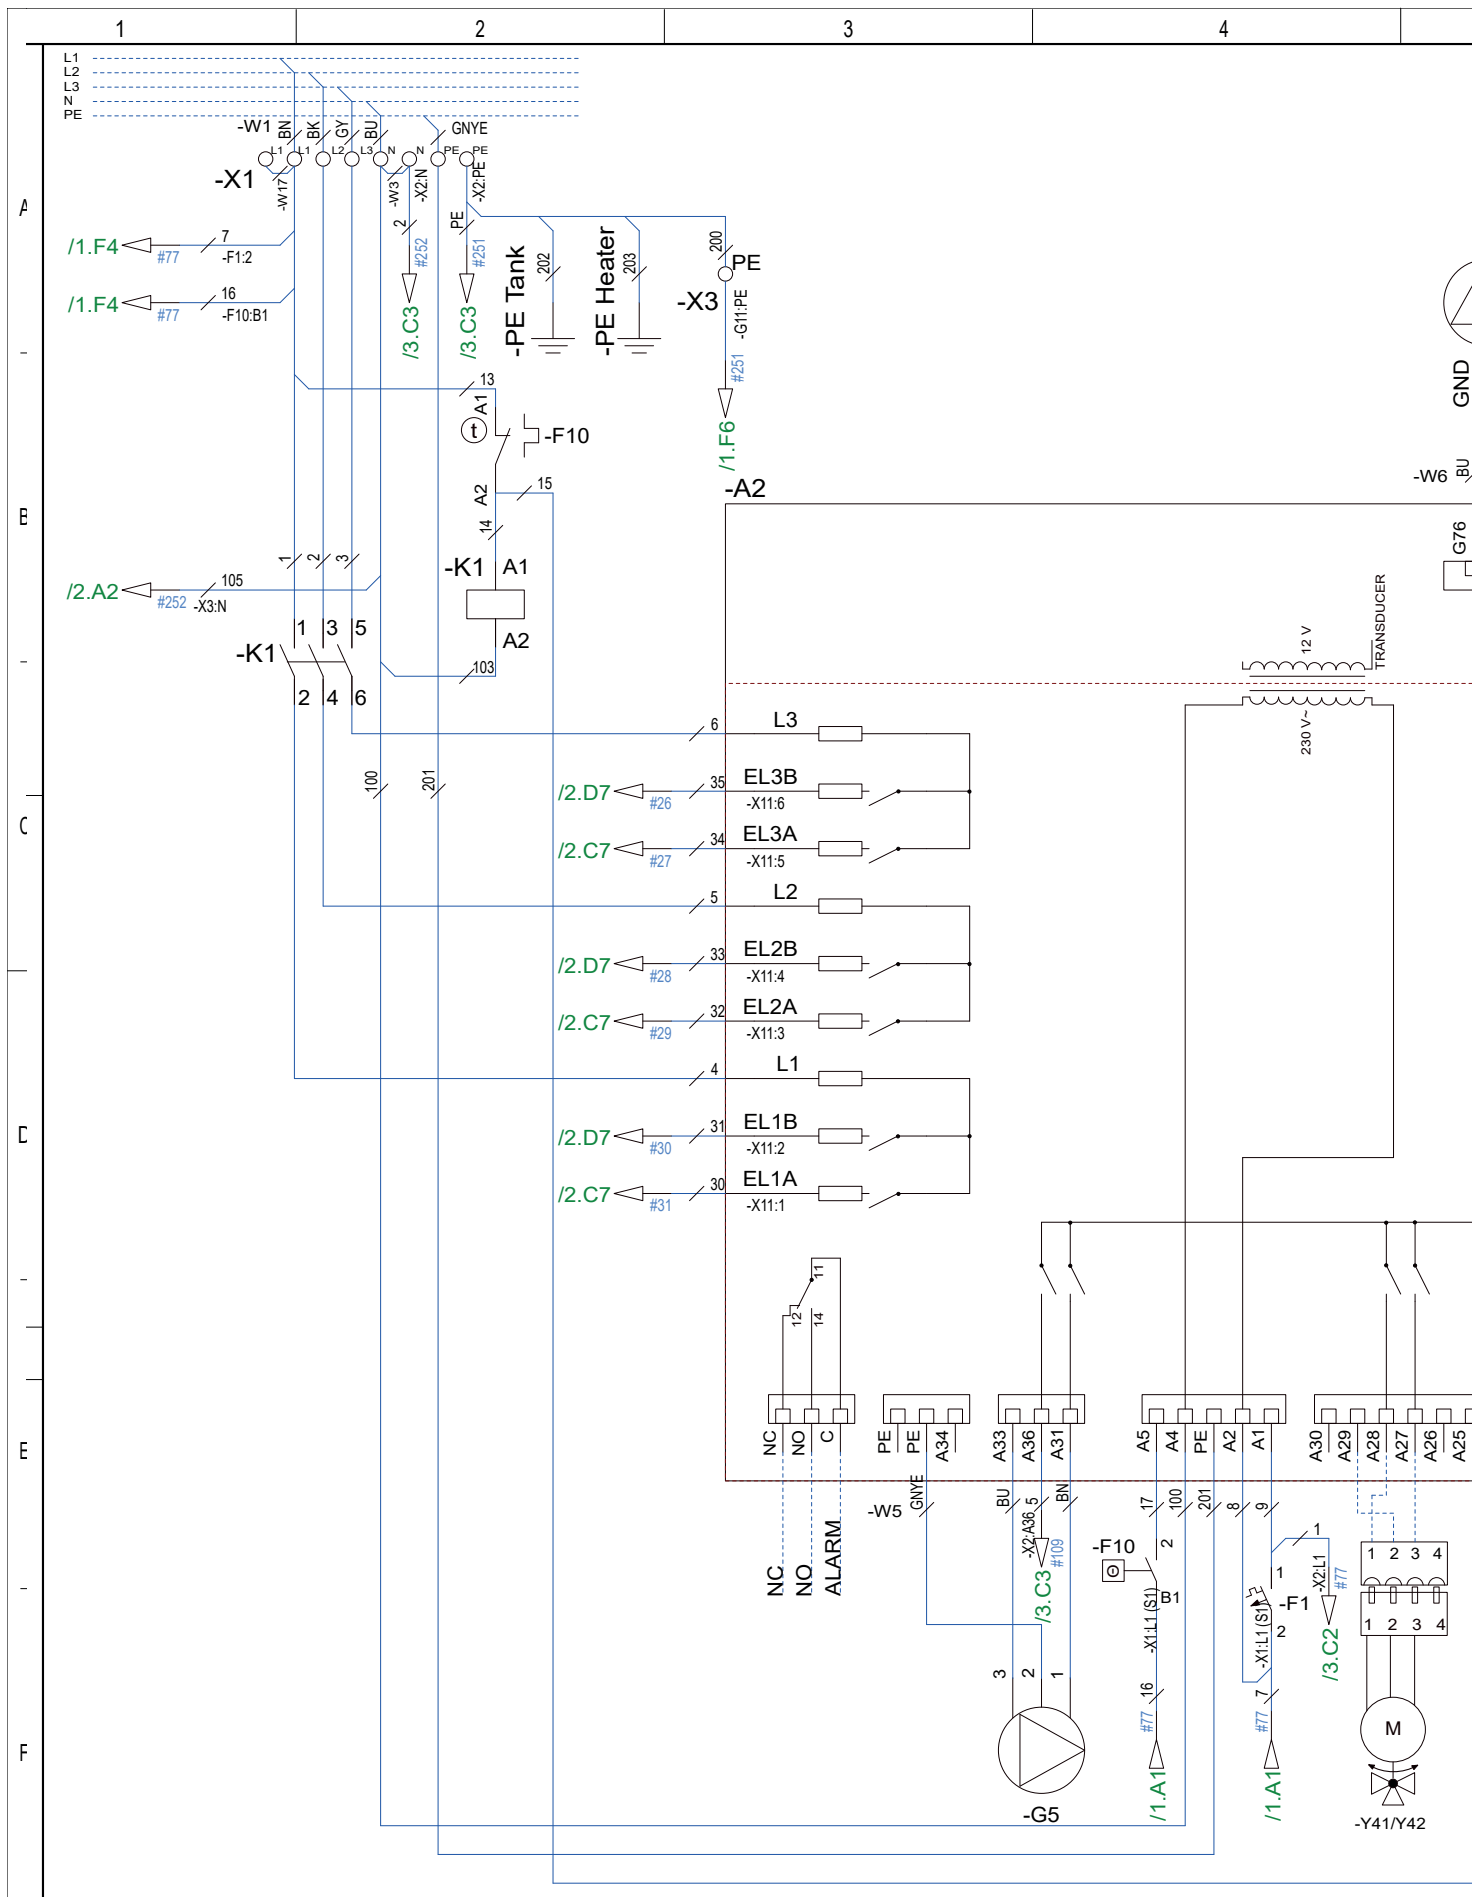 1 2 3 4
L1
L2
L3
N
PE
-W1 BN BK GY BU GNYE
L1 L1 L2 L3 N N PE PE
-X1 -W17 -W3 -X2:N -X2:PE
A
/1.F4 #77 7 -F1:2
2 #252 /3.C3
PE #251 /3.C3
/1.F4 #77 16 -F10:B1
-PE Tank 202
-PE Heater 203
200 PE
-X3 -G11:PE
#251
/1.F6
GND
13
A1
t -F10
A2 15
14
-A2
-W6 BU
B
G76
1 2 3
-K1 A1
A2
/2.A2 #252 105 -X3:N
1 3 5
-K1
2 4 6
103
12 V
TRANSDUCER
230 V~
100 201
6 L3
/2.D7 #26 35 EL3B
-X11:6
C
/2.C7 #27 34 EL3A
-X11:5
5 L2
/2.D7 #28 33 EL2B
-X11:4
/2.C7 #29 32 EL2A
-X11:3
4 L1
D
/2.D7 #30 31 EL1B
-X11:2
/2.C7 #31 30 EL1A
-X11:1
11
12 14
E
NC NO C PE PE A34 A33 A36 A31 A5 A4 PE A2 A1 A30 A29 A28 A27 A26 A25
-W5 GNYE BU 5 BN 17 100 201 8 9
-X2:A36 #109
/3.C3
NC NO ALARM
-F10 2
B1
-X1:L1 (S1)
1
-F1
2
-X1:L1 (S1)
1
-X2:L1 #77
/3.C2
1 2 3 4
1 2 3 4
3 2 1
16 #77 /1.A1
7 #77 /1.A1
M
F
-G5
-Y41/Y42